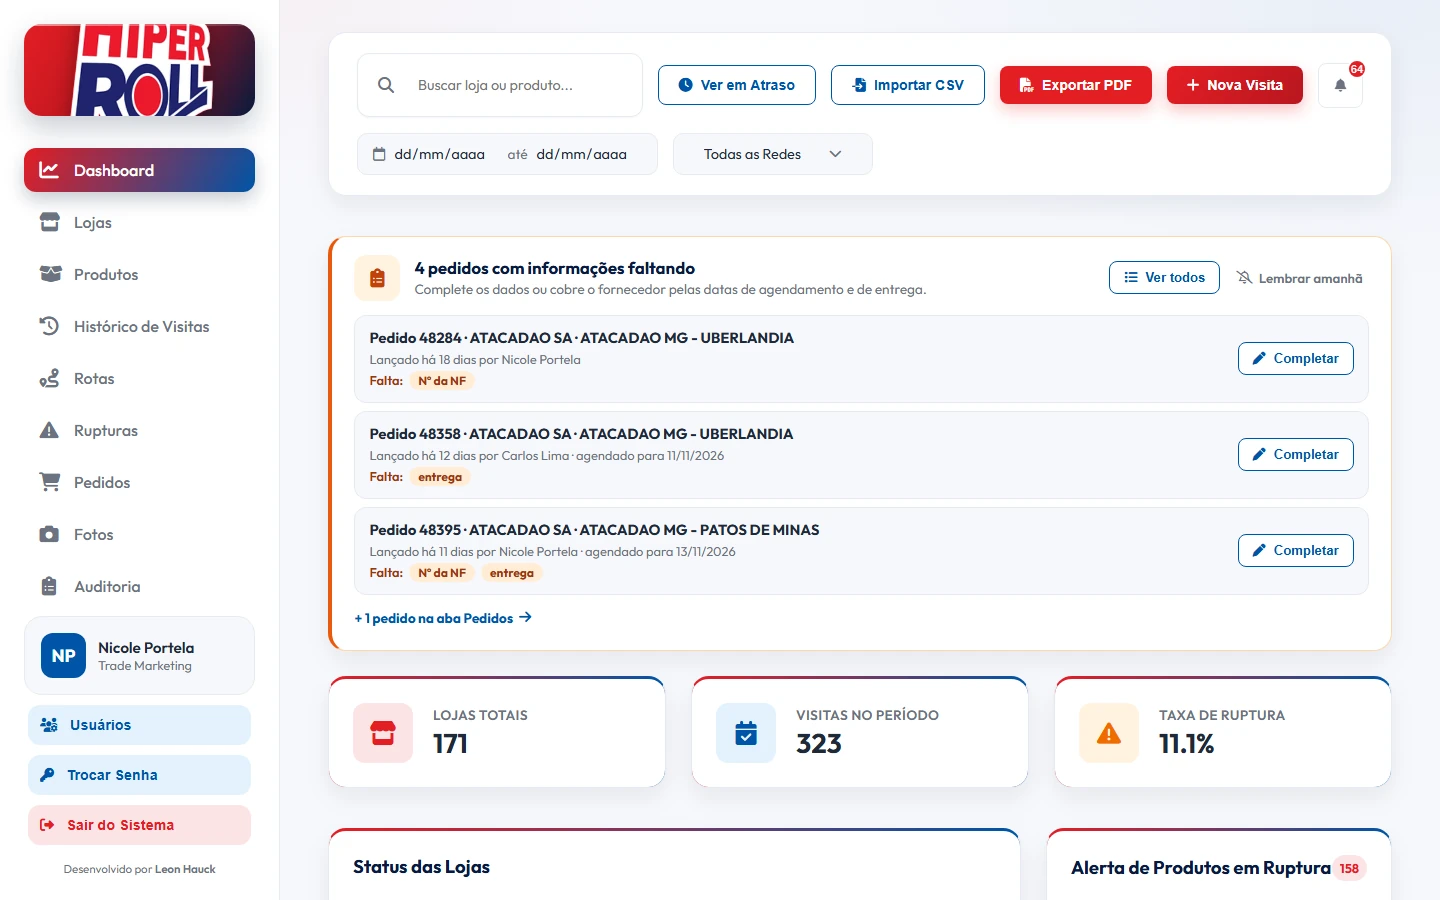 HIPER
ROLL
Dashboard
Lojas
Produtos
Histórico de Visitas
Rotas
Rupturas
Pedidos
Fotos
Auditoria
NP
Nicole Portela
Trade Marketing
Usuários
Trocar Senha
Sair do Sistema
Desenvolvido por Leon Hauck
Buscar loja ou produto...
Ver em Atraso
Importar CSV
Exportar PDF
Nova Visita
64
dd/mm/aaaa até dd/mm/aaaa
Todas as Redes
4 pedidos com informações faltando
Complete os dados ou cobre o fornecedor pelas datas de agendamento e de entrega.
Ver todos
Lembrar amanhã
Pedido 48284 · ATACADAO SA · ATACADAO MG - UBERLANDIA
Lançado há 18 dias por Nicole Portela
Falta: Nº da NF
Completar
Pedido 48358 · ATACADAO SA · ATACADAO MG - UBERLANDIA
Lançado há 12 dias por Carlos Lima · agendado para 11/11/2026
Falta: entrega
Completar
Pedido 48395 · ATACADAO SA · ATACADAO MG - PATOS DE MINAS
Lançado há 11 dias por Nicole Portela · agendado para 13/11/2026
Falta: Nº da NF entrega
Completar
+ 1 pedido na aba Pedidos
LOJAS TOTAIS
171
VISITAS NO PERÍODO
323
TAXA DE RUPTURA
11.1%
Status das Lojas
Alerta de Produtos em Ruptura 158